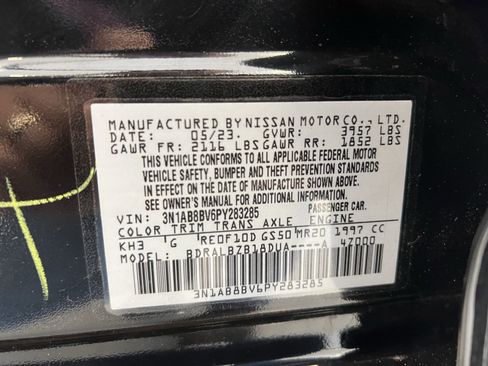 MANUFACTURED BY NISSAN MOTOR CO., LTD.
DATE: 05/23. GVWR: 3957 LBS
GAWR FR: 2116 LBS GAWR RR: 1852 LBS
THIS VEHICLE CONFORMS TO ALL APPLICABLE FEDERAL MOTOR
VEHICLE SAFETY, BUMPER AND THEFT PREVENTION STANDARDS
IN EFFECT ON THE DATE OF MANUFACTURE SHOWN ABOVE.
SEE OWNER'S MANUAL FOR ADDITIONAL INFORMATION.
VIN: 3N1AB8BV6PY283285 PASSENGER CAR.
COLOR TRIM TRANS AXLE ENGINE
KH3 'G 'RE0F10D GS50 MR20 1997 CC
MODEL: BDRALBZB18DUA----A 4Z000
3N1AB8BV6PY283285